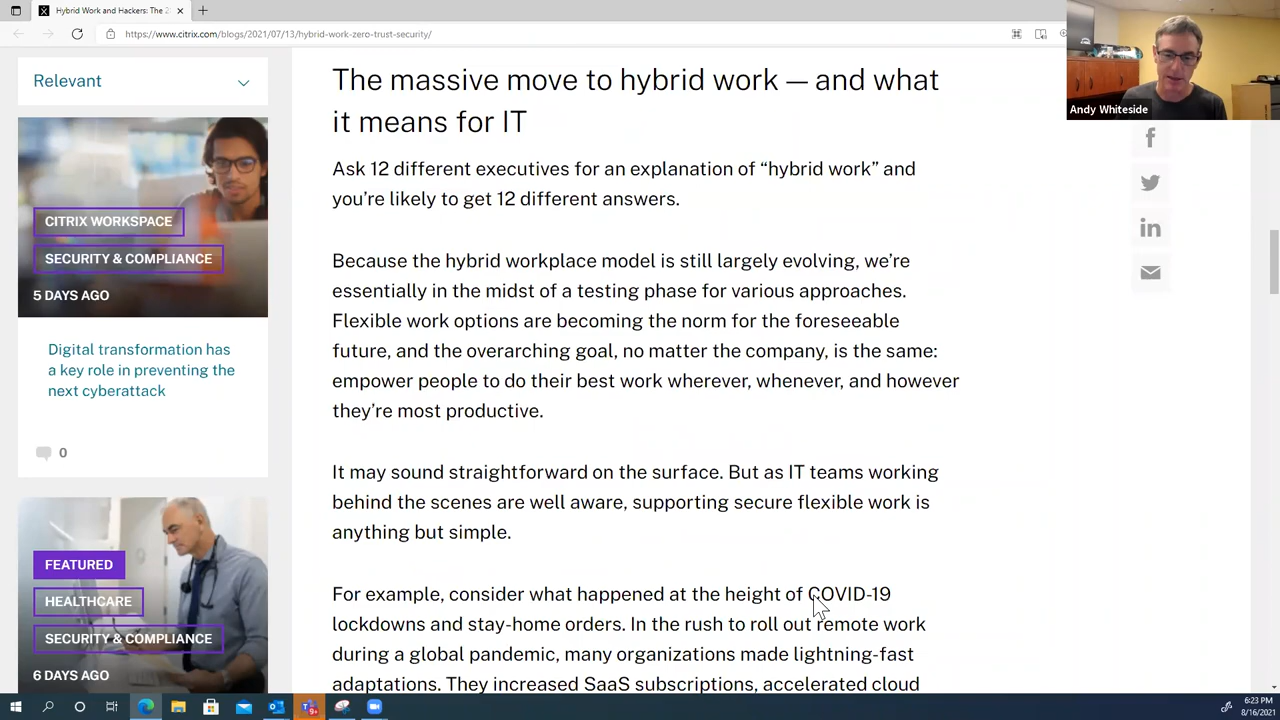 Hybrid Work and Hackers: The 2
https://www.citrix.com/blogs/2021/07/13/hybrid-work-zero-trust-security/
Andy Whiteside
Relevant
CITRIX WORKSPACE
SECURITY & COMPLIANCE
5 DAYS AGO
Digital transformation has
a key role in preventing the
next cyberattack
0
FEATURED
HEALTHCARE
SECURITY & COMPLIANCE
6 DAYS AGO
The massive move to hybrid work — and what
it means for IT
Ask 12 different executives for an explanation of “hybrid work” and
you’re likely to get 12 different answers.
Because the hybrid workplace model is still largely evolving, we’re
essentially in the midst of a testing phase for various approaches.
Flexible work options are becoming the norm for the foreseeable
future, and the overarching goal, no matter the company, is the same:
empower people to do their best work wherever, whenever, and however
they’re most productive.
It may sound straightforward on the surface. But as IT teams working
behind the scenes are well aware, supporting secure flexible work is
anything but simple.
For example, consider what happened at the height of COVID-19
lockdowns and stay-home orders. In the rush to roll out remote work
during a global pandemic, many organizations made lightning-fast
adaptations. They increased SaaS subscriptions, accelerated cloud
9+
6:23 PM
8/16/2021